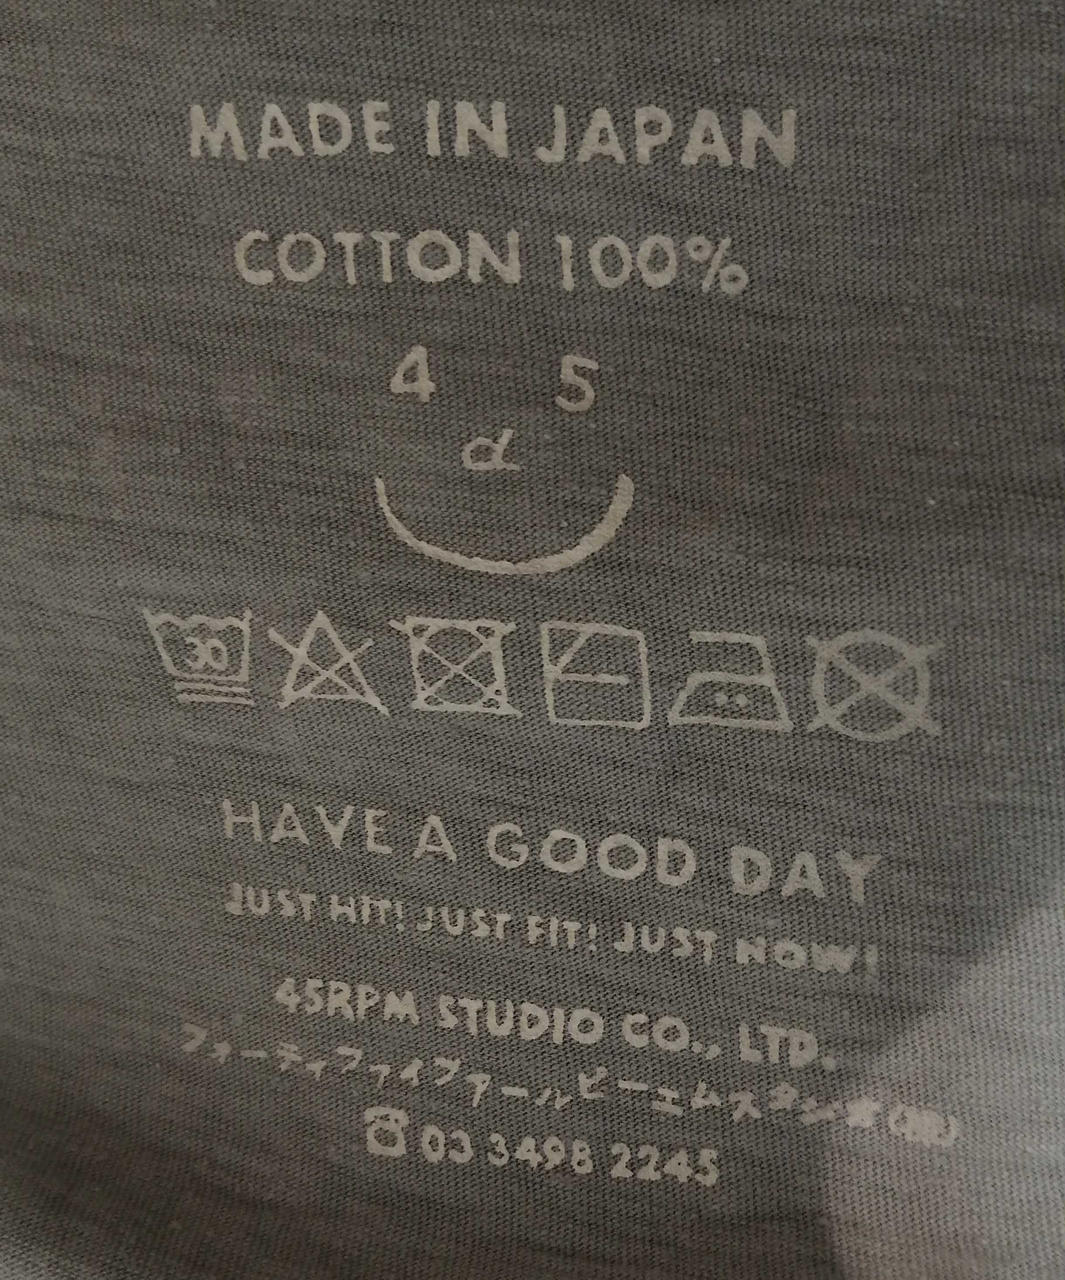 MADE IN JAPAN
COTTON 100%
4 5
d
30
HAVE A GOOD DAY
JUST HIT! JUST FIT! JUST NOW!
45RPM STUDIO CO., LTD.
フォーティファイブアールピーエムスタジオ(株)
☎03 3498 2245